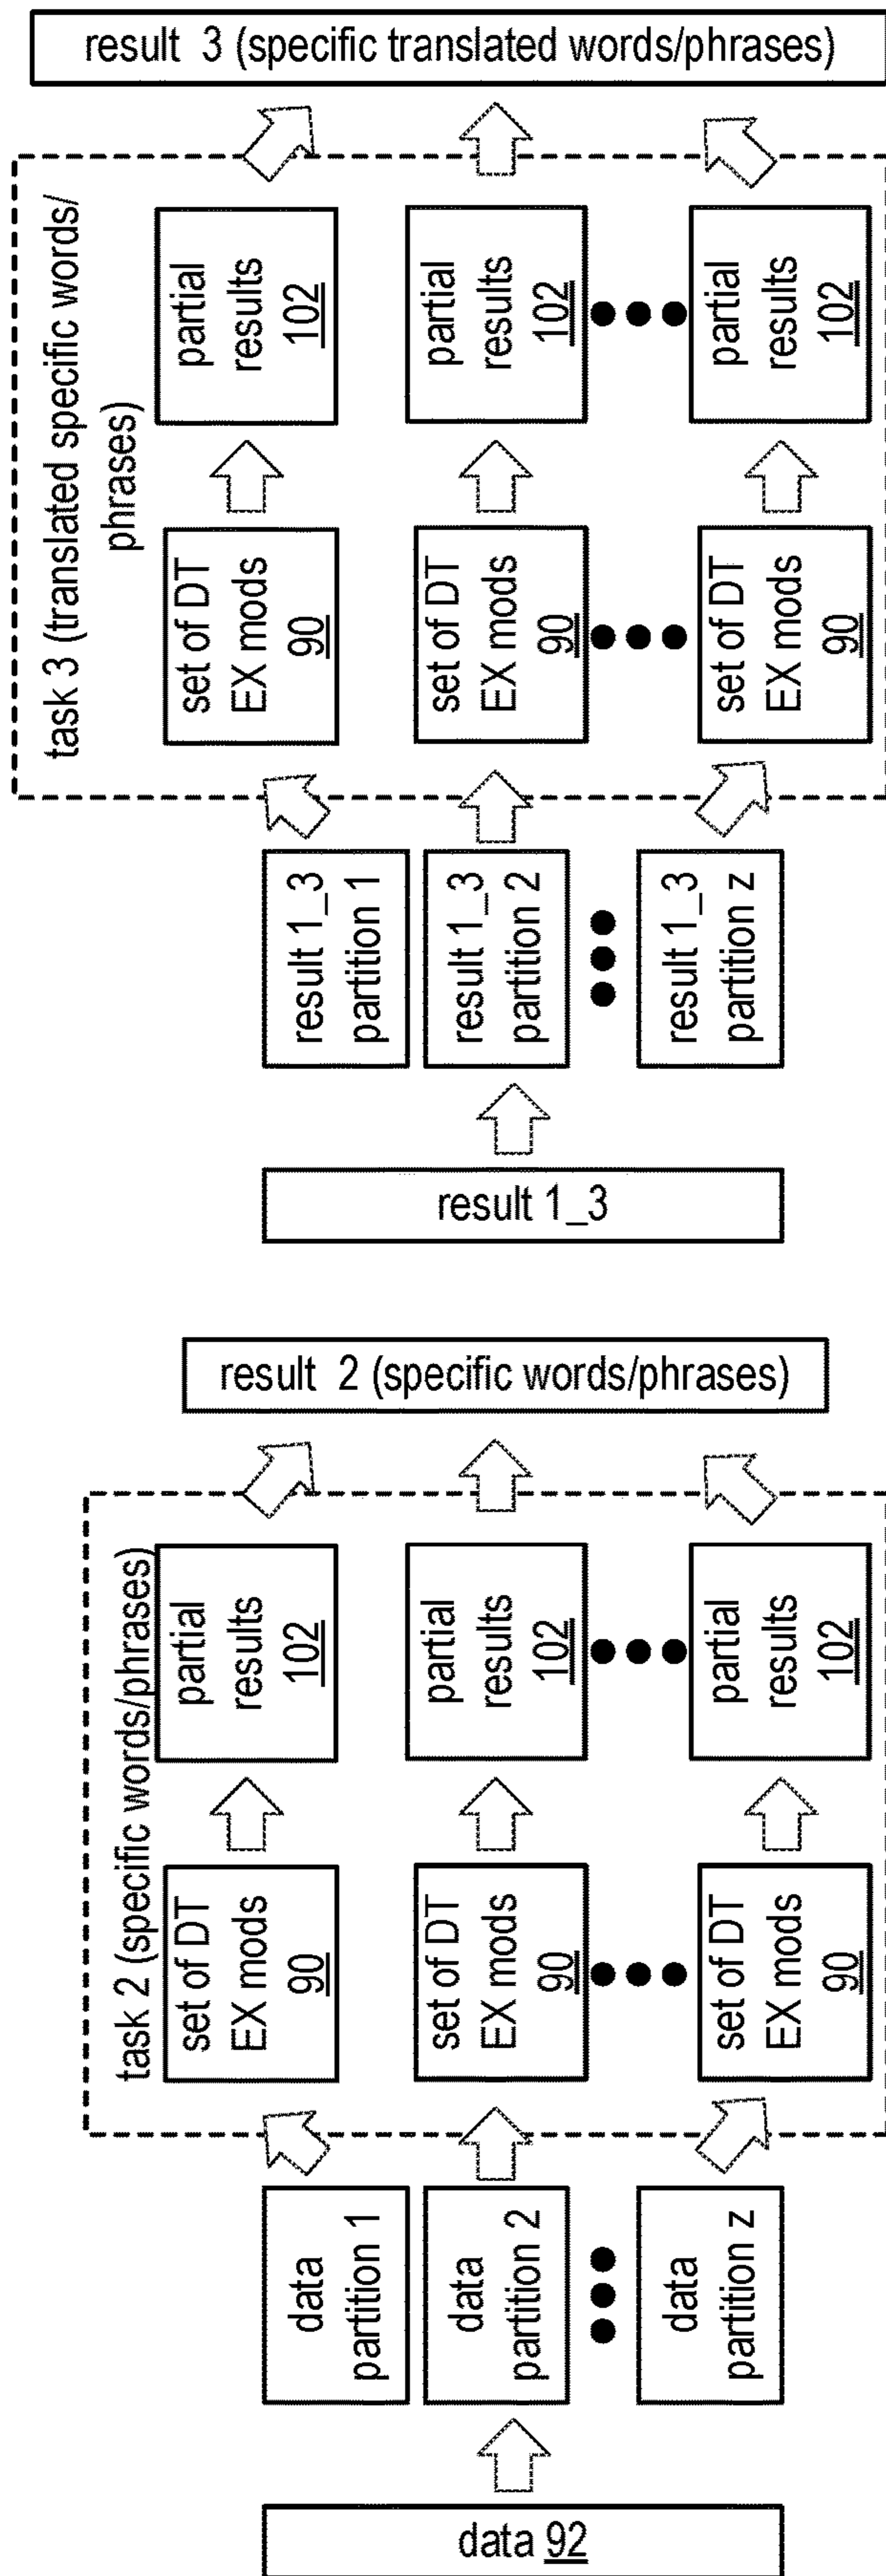 data 92
data
partition 1
data
partition 2
data
partition z
task 2 (specific words/phrases)
set of DT
EX mods
90
set of DT
EX mods
90
set of DT
EX mods
90
partial
results
102
partial
results
102
partial
results
102
result 2 (specific words/phrases)
result 1_3
result 1_3
partition 1
result 1_3
partition 2
result 1_3
partition z
task 3 (translated specific words/
phrases)
set of DT
EX mods
90
set of DT
EX mods
90
set of DT
EX mods
90
partial
results
102
partial
results
102
partial
results
102
result 3 (specific translated words/phrases)